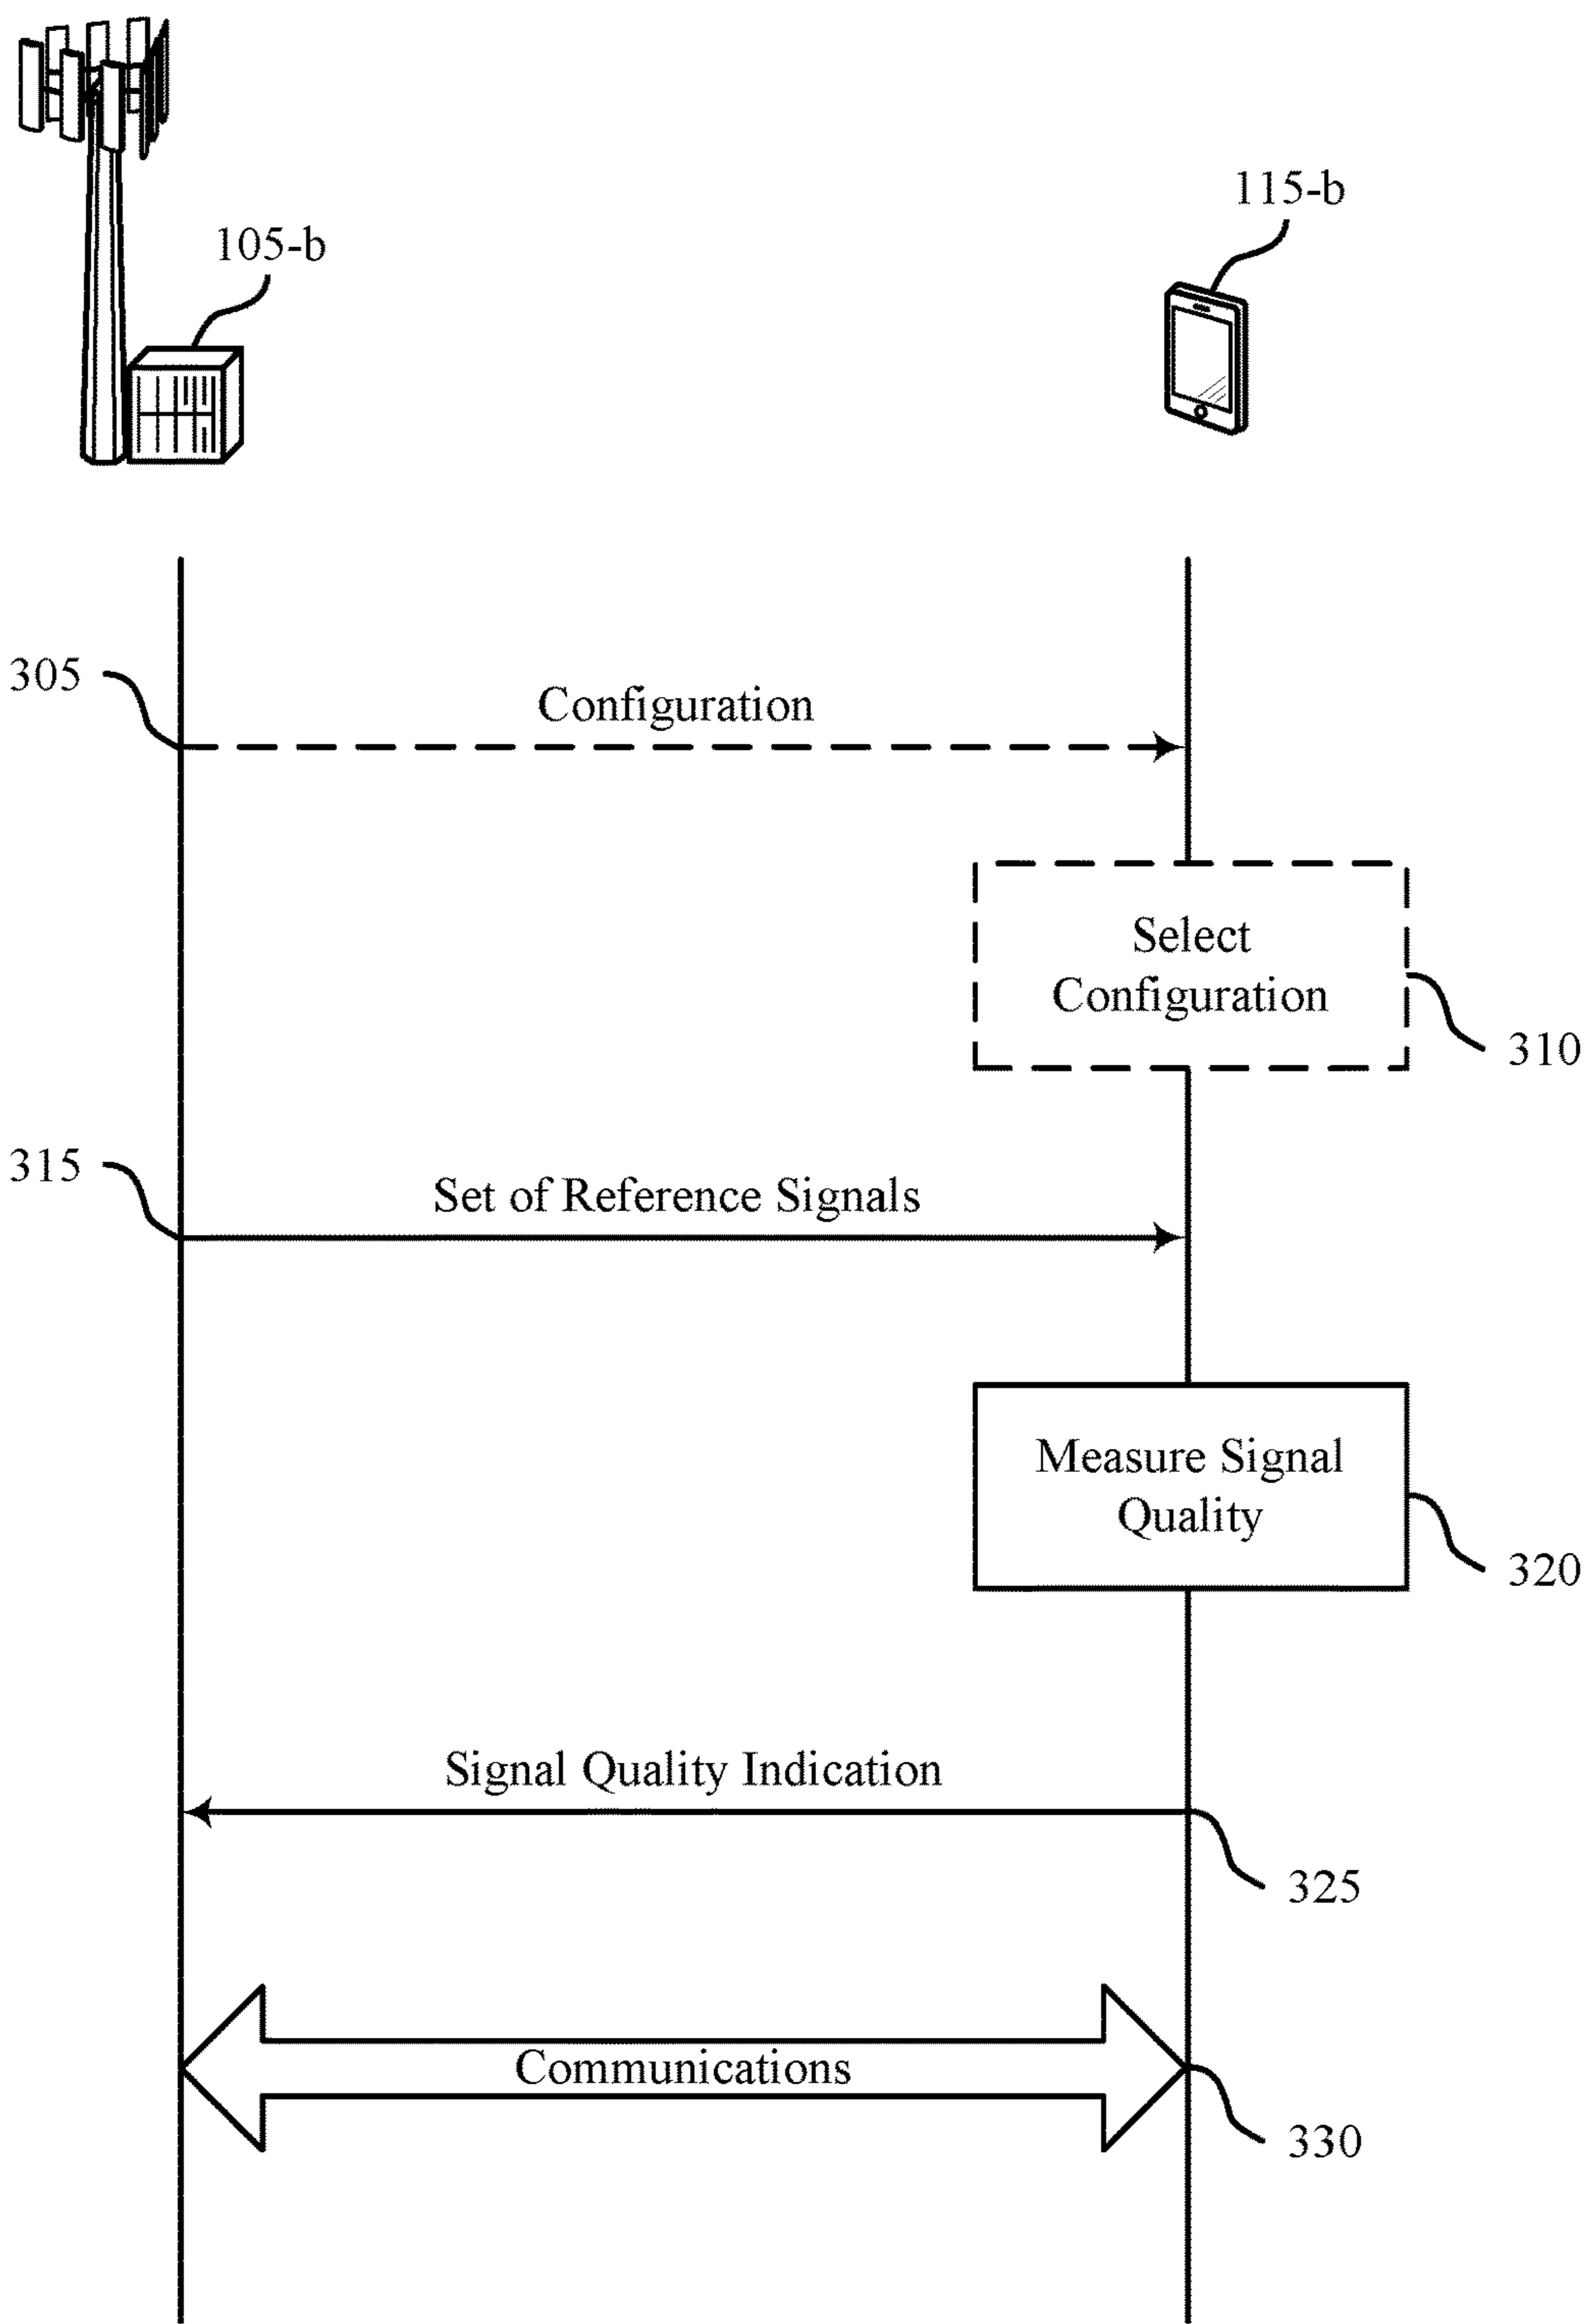 115-b
105-b
305
Configuration
Select
Configuration
310
315
Set of Reference Signals
Measure Signal
Quality
320
Signal Quality Indication
325
Communications
330